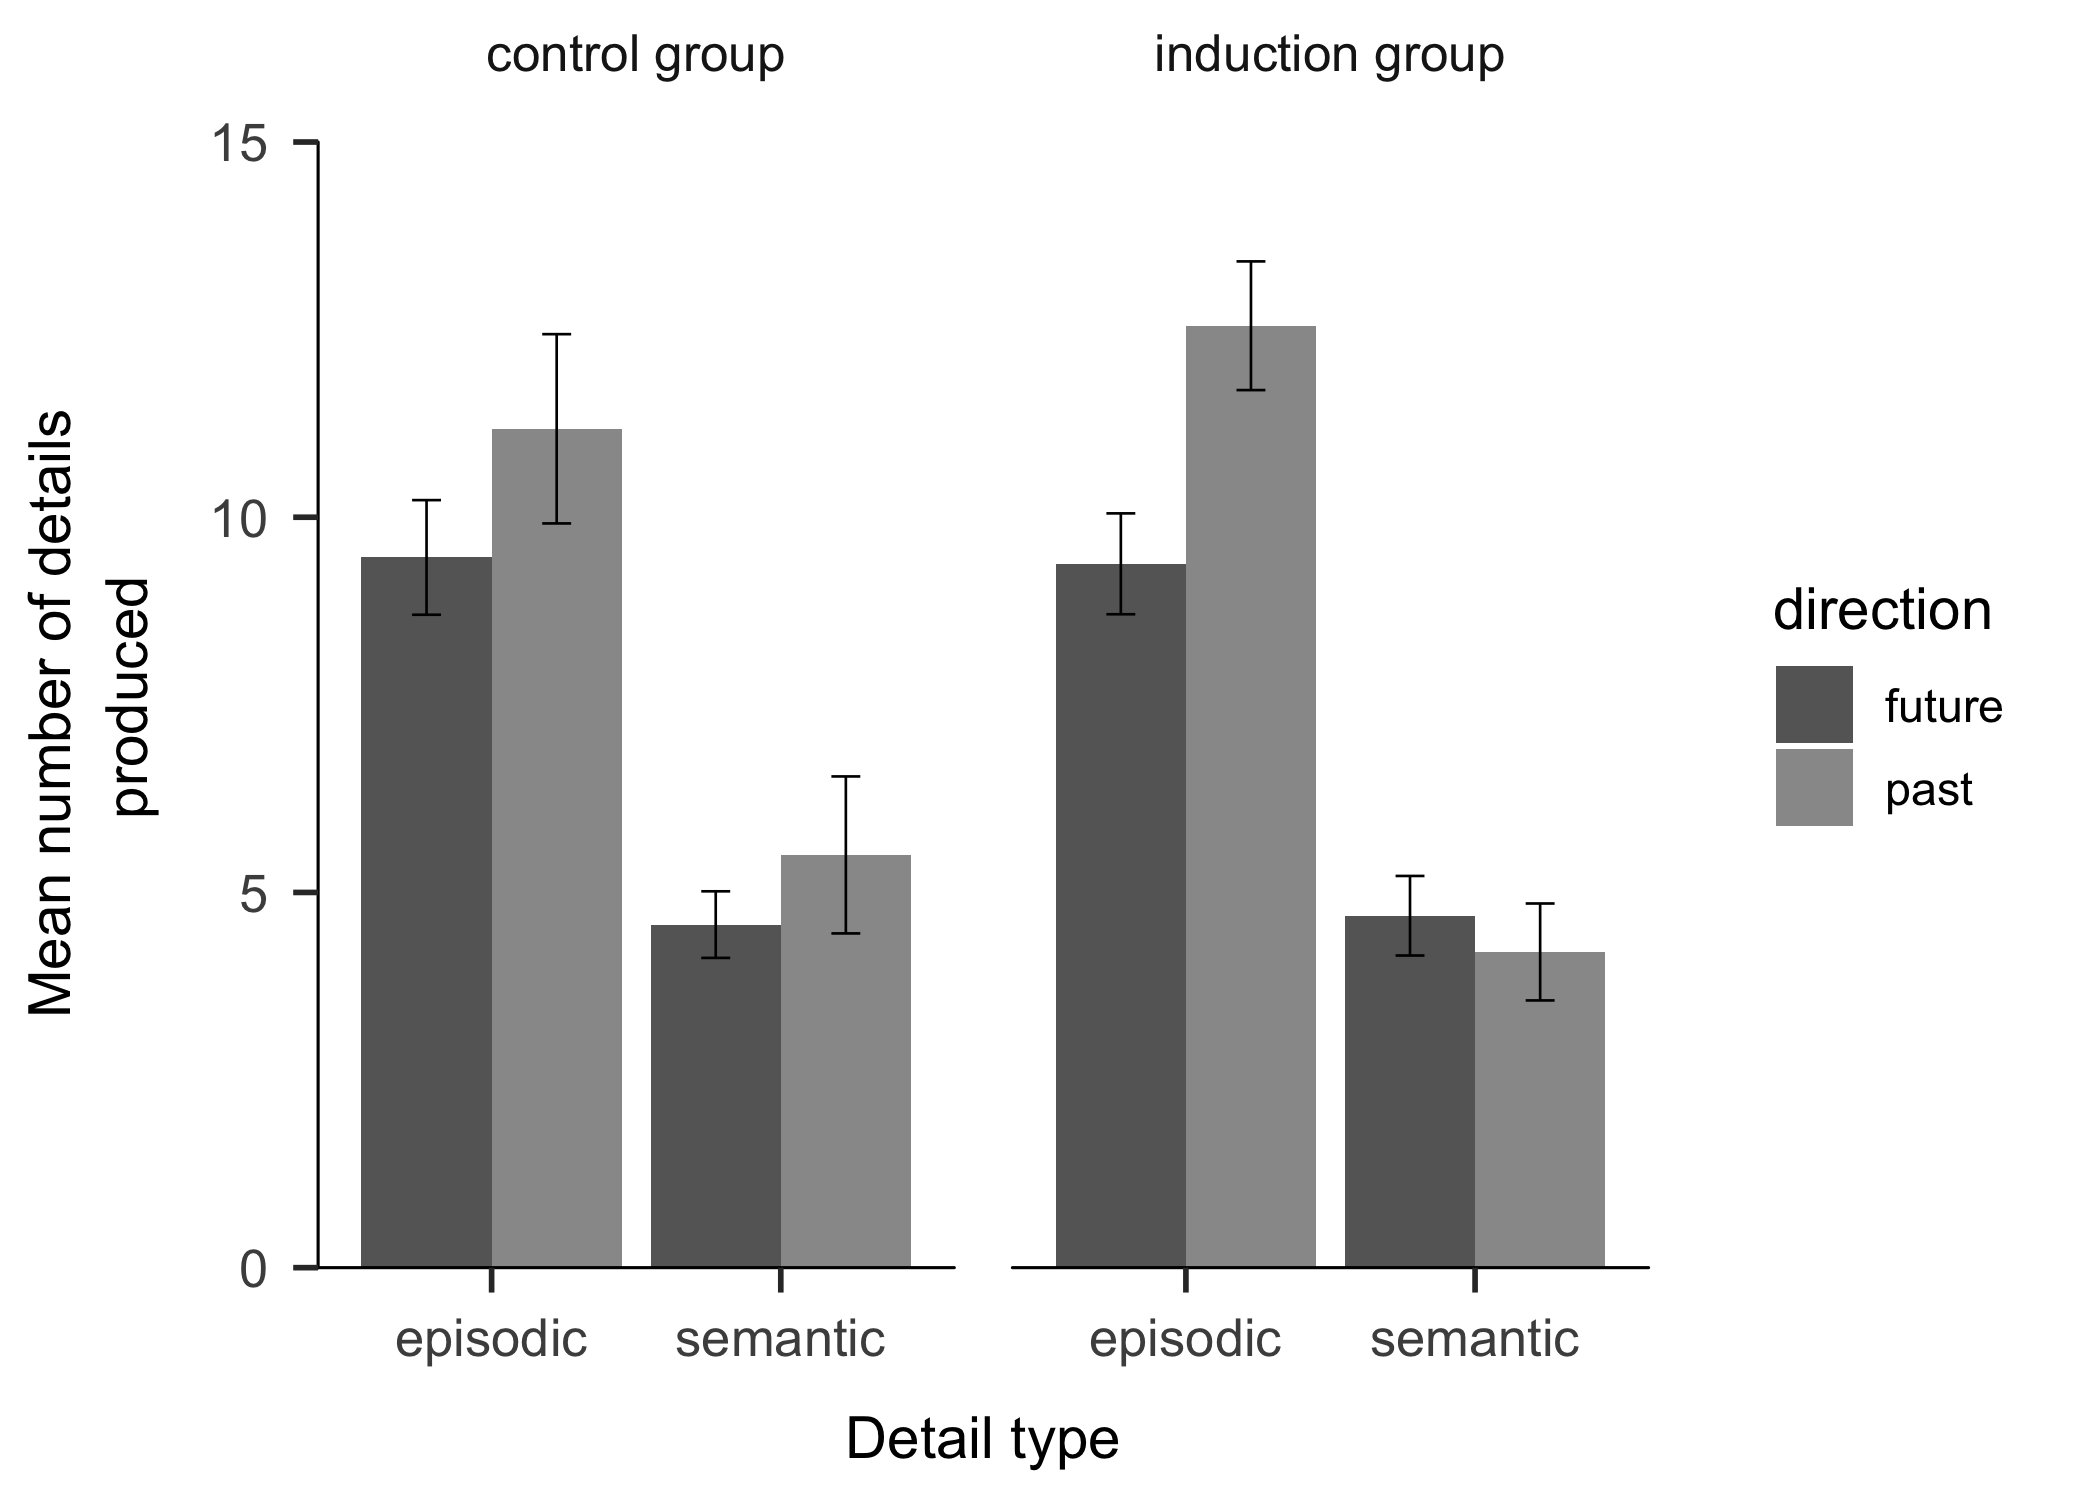 control group
induction group
15
10
5
0
Mean number of details
produced
episodic
semantic
episodic
semantic
Detail type
direction
future
past